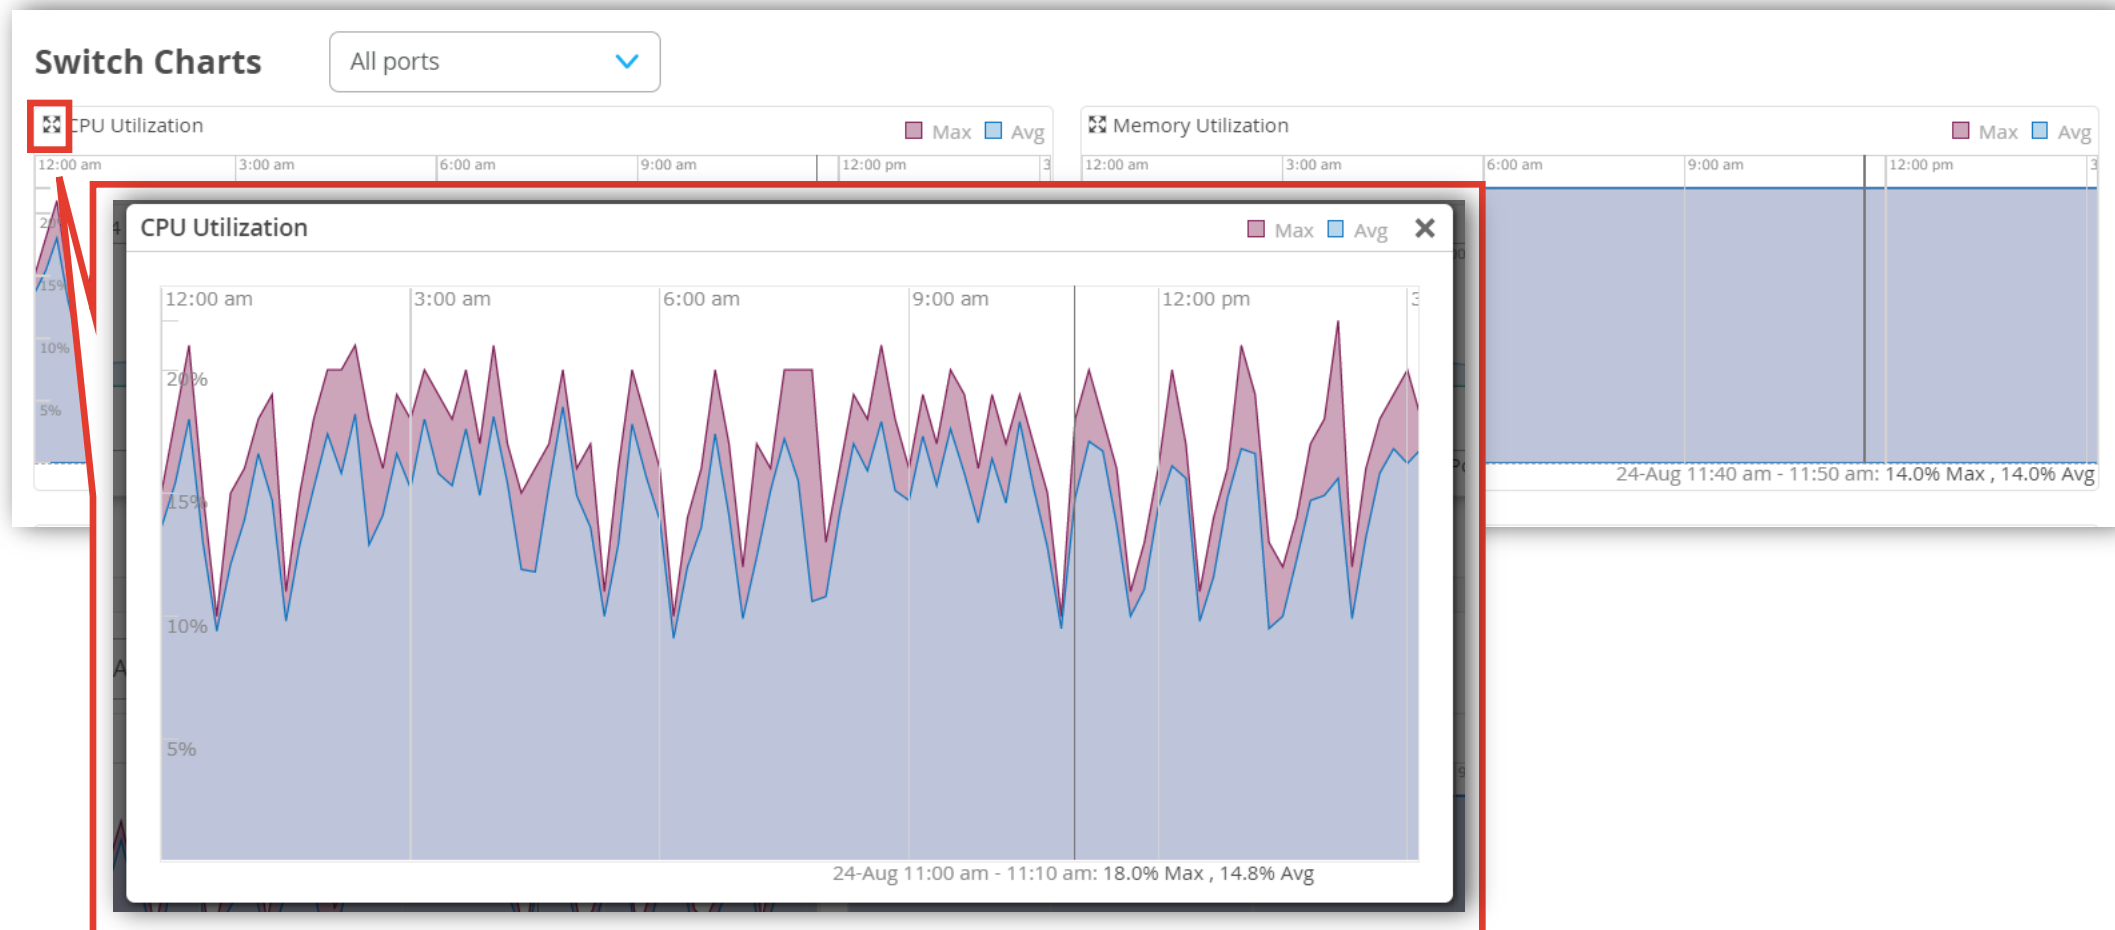 Switch Charts
All ports
CPU Utilization
Max Avg
12:00 am 3:00 am 6:00 am 9:00 am 12:00 pm 3
20%
15%
10%
5%
Memory Utilization
Max Avg
12:00 am 3:00 am 6:00 am 9:00 am 12:00 pm 3
24-Aug 11:40 am - 11:50 am: 14.0% Max , 14.0% Avg
CPU Utilization
Max Avg
12:00 am 3:00 am 6:00 am 9:00 am 12:00 pm 3
20%
15%
10%
5%
24-Aug 11:00 am - 11:10 am: 18.0% Max , 14.8% Avg